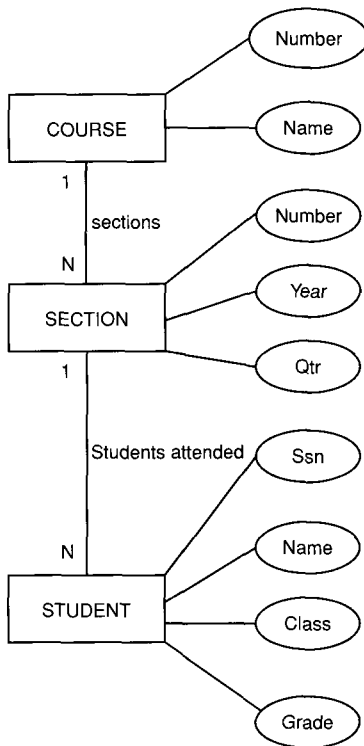 Number
COURSE
Name
1
sections
N
Number
SECTION
Year
Qtr
1
Students attended
Ssn
N
Name
STUDENT
Class
Grade